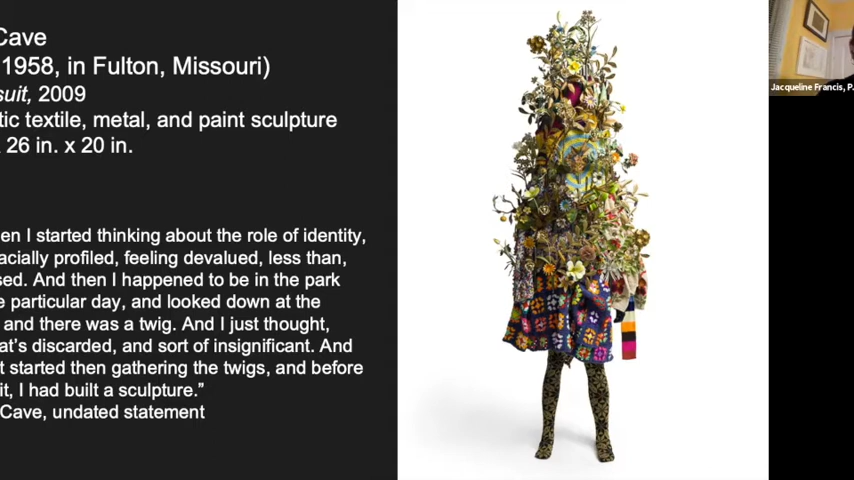 Cave
1958, in Fulton, Missouri)
suit, 2009
tic textile, metal, and paint sculpture
26 in. x 20 in.
en I started thinking about the role of identity,
acially profiled, feeling devalued, less than,
sed. And then I happened to be in the park
e particular day, and looked down at the
and there was a twig. And I just thought,
at's discarded, and sort of insignificant. And
t started then gathering the twigs, and before
it, I had built a sculpture.”
Cave, undated statement
Jacqueline Francis, P